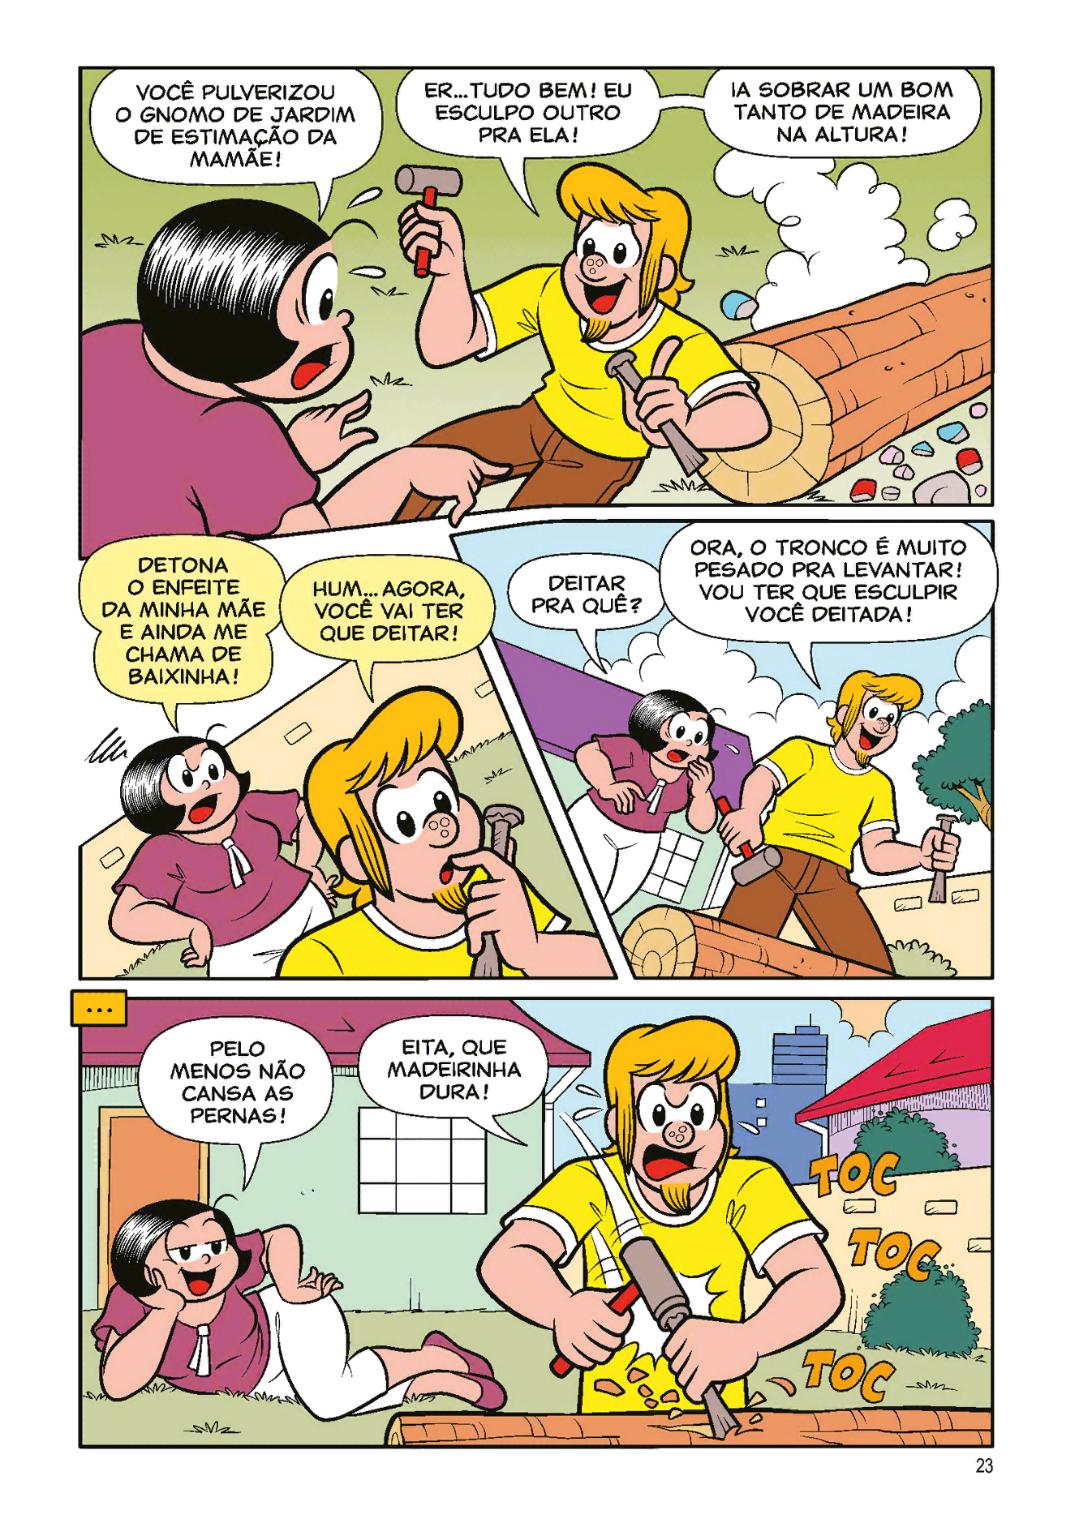 VOCÊ PULVERIZOU
O GNOMO DE JARDIM
DE ESTIMAÇÃO DA
MAMÃE!
ER...TUDO BEM! EU
ESCULPO OUTRO
PRA ELA!
IA SOBRAR UM BOM
TANTO DE MADEIRA
NA ALTURA!
DETONA
O ENFEITE
DA MINHA MÃE
E AINDA ME
CHAMA DE
BAIXINHA!
HUM... AGORA,
VOCÊ VAI TER
QUE DEITAR!
DEITAR
PRA QUÊ?
ORA, O TRONCO É MUITO
PESADO PRA LEVANTAR!
VOU TER QUE ESCULPIR
VOCÊ DEITADA!
...
PELO
MENOS NÃO
CANSA AS
PERNAS!
EITA, QUE
MADEIRINHA
DURA!
TOC
TOC
TOC
23